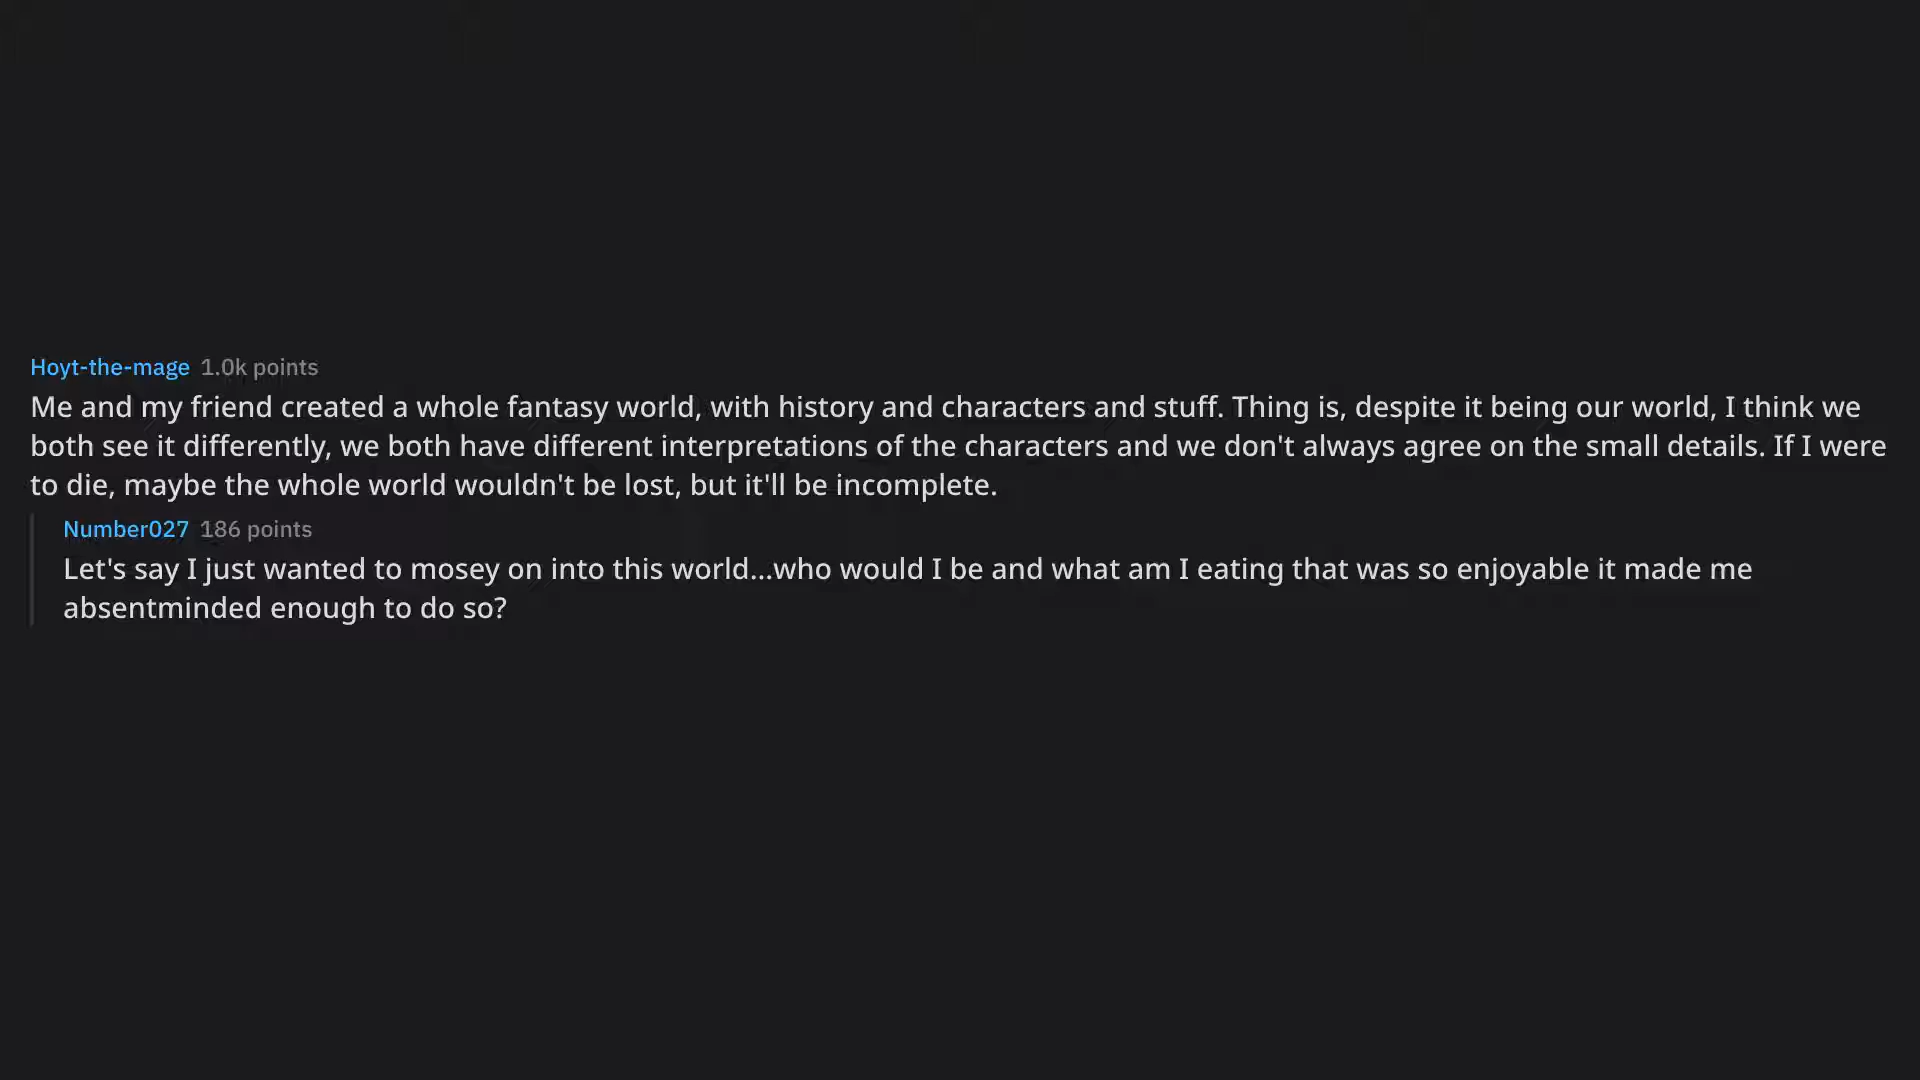 Hoyt-the-mage 1.0k points
Me and my friend created a whole fantasy world, with history and characters and stuff. Thing is, despite it being our world, I think we
both see it differently, we both have different interpretations of the characters and we don't always agree on the small details. If I were
to die, maybe the whole world wouldn't be lost, but it'll be incomplete.
Number027 186 points
Let's say I just wanted to mosey on into this world...who would I be and what am I eating that was so enjoyable it made me
absentminded enough to do so?